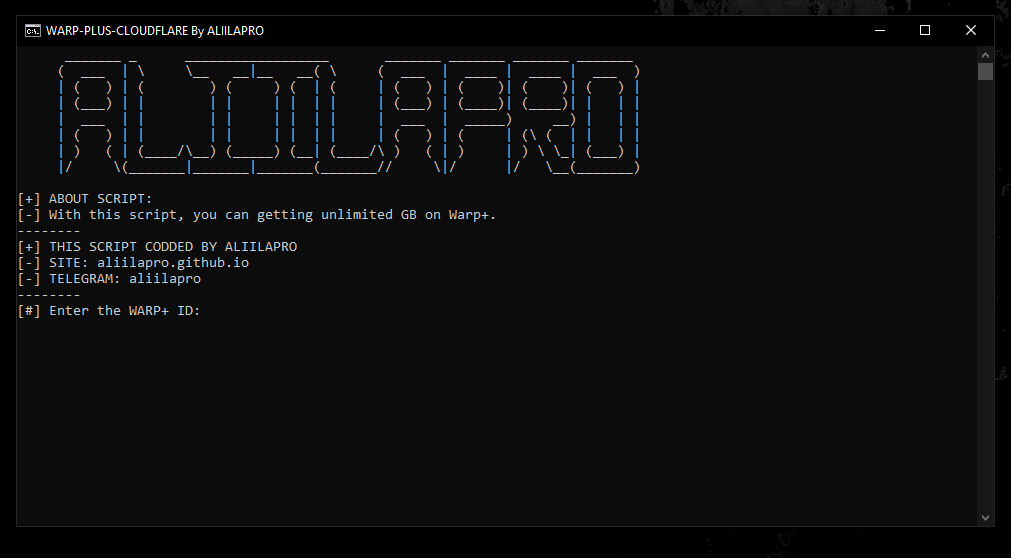 WARP-PLUS-CLOUDFLARE By ALIILAPRO
ALIILAPRO
[+] ABOUT SCRIPT:
[-] With this script, you can getting unlimited GB on Warp+.
--------
[+] THIS SCRIPT CODDED BY ALIILAPRO
[-] SITE: aliilapro.github.io
[-] TELEGRAM: aliilapro
--------
[#] Enter the WARP+ ID: